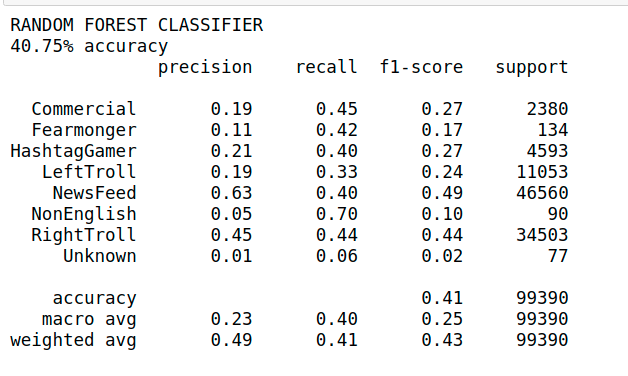 RANDOM FOREST CLASSIFIER
40.75% accuracy
precision recall f1-score support
Commercial 0.19 0.45 0.27 2380
Fearmonger 0.11 0.42 0.17 134
HashtagGamer 0.21 0.40 0.27 4593
LeftTroll 0.19 0.33 0.24 11053
NewsFeed 0.63 0.40 0.49 46560
NonEnglish 0.05 0.70 0.10 90
RightTroll 0.45 0.44 0.44 34503
Unknown 0.01 0.06 0.02 77
accuracy 0.41 99390
macro avg 0.23 0.40 0.25 99390
weighted avg 0.49 0.41 0.43 99390